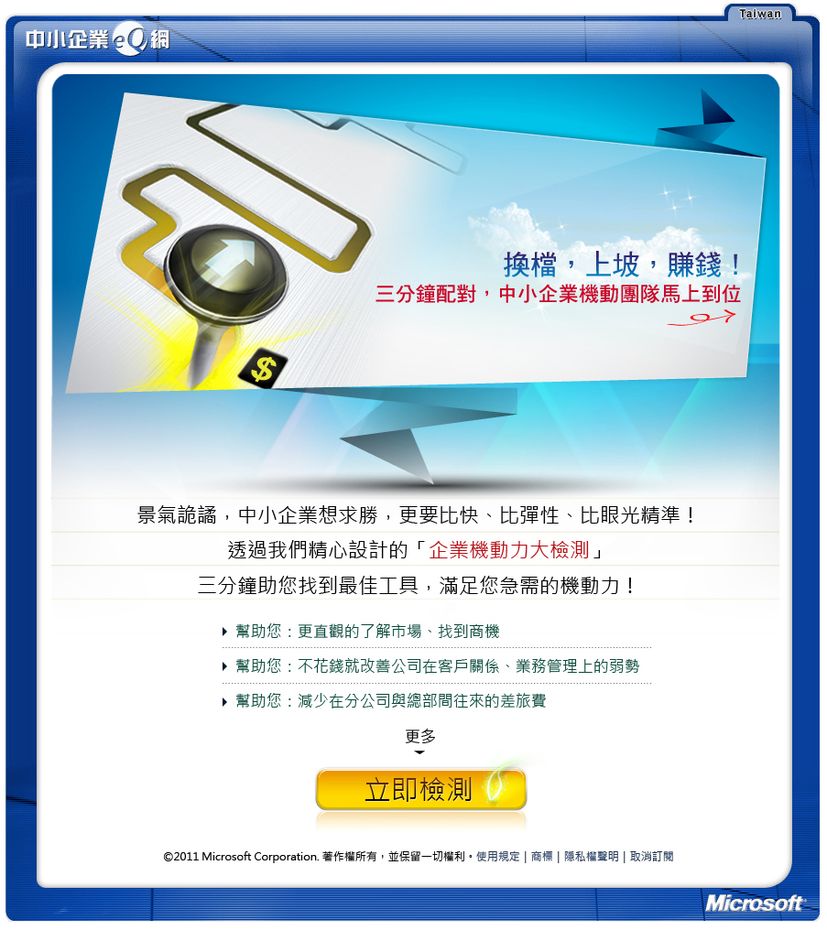 Taiwan
中小企業eQ網
換檔，上坡，賺錢！
三分鐘配對，中小企業機動團隊馬上到位
$
景氣詭譎，中小企業想求勝，更要比快、比彈性、比眼光精準！
透過我們精心設計的「企業機動力大檢測」
三分鐘助您找到最佳工具，滿足您急需的機動力！
幫助您：更直觀的了解市場、找到商機
幫助您：不花錢就改善公司在客戶關係、業務管理上的弱勢
幫助您：減少在分公司與總部間往來的差旅費
更多
立即檢測
©2011 Microsoft Corporation. 著作權所有，並保留一切權利。使用規定 | 商標 | 隱私權聲明 | 取消訂閱
Microsoft